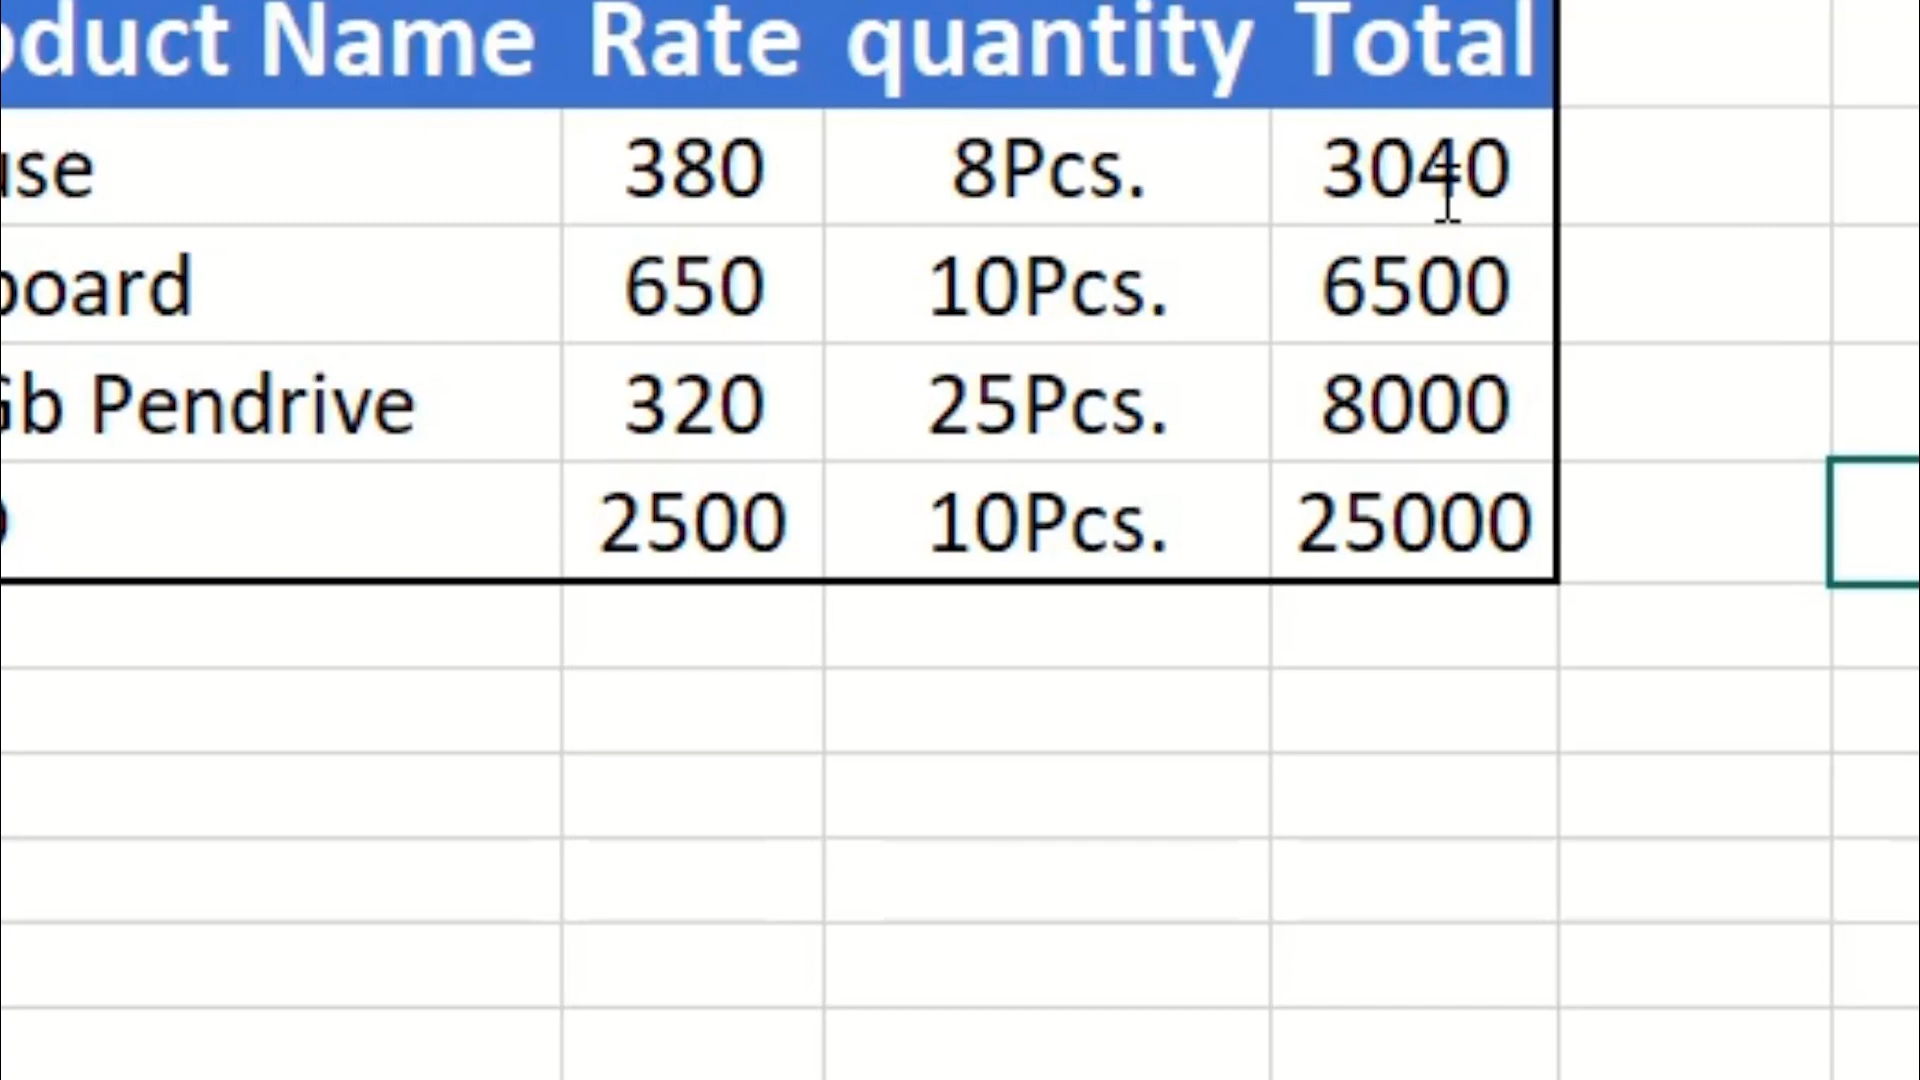 oduct Name Rate quantity Total
use 380 8Pcs. 3040
board 650 10Pcs. 6500
Gb Pendrive 320 25Pcs. 8000
2500 10Pcs. 25000